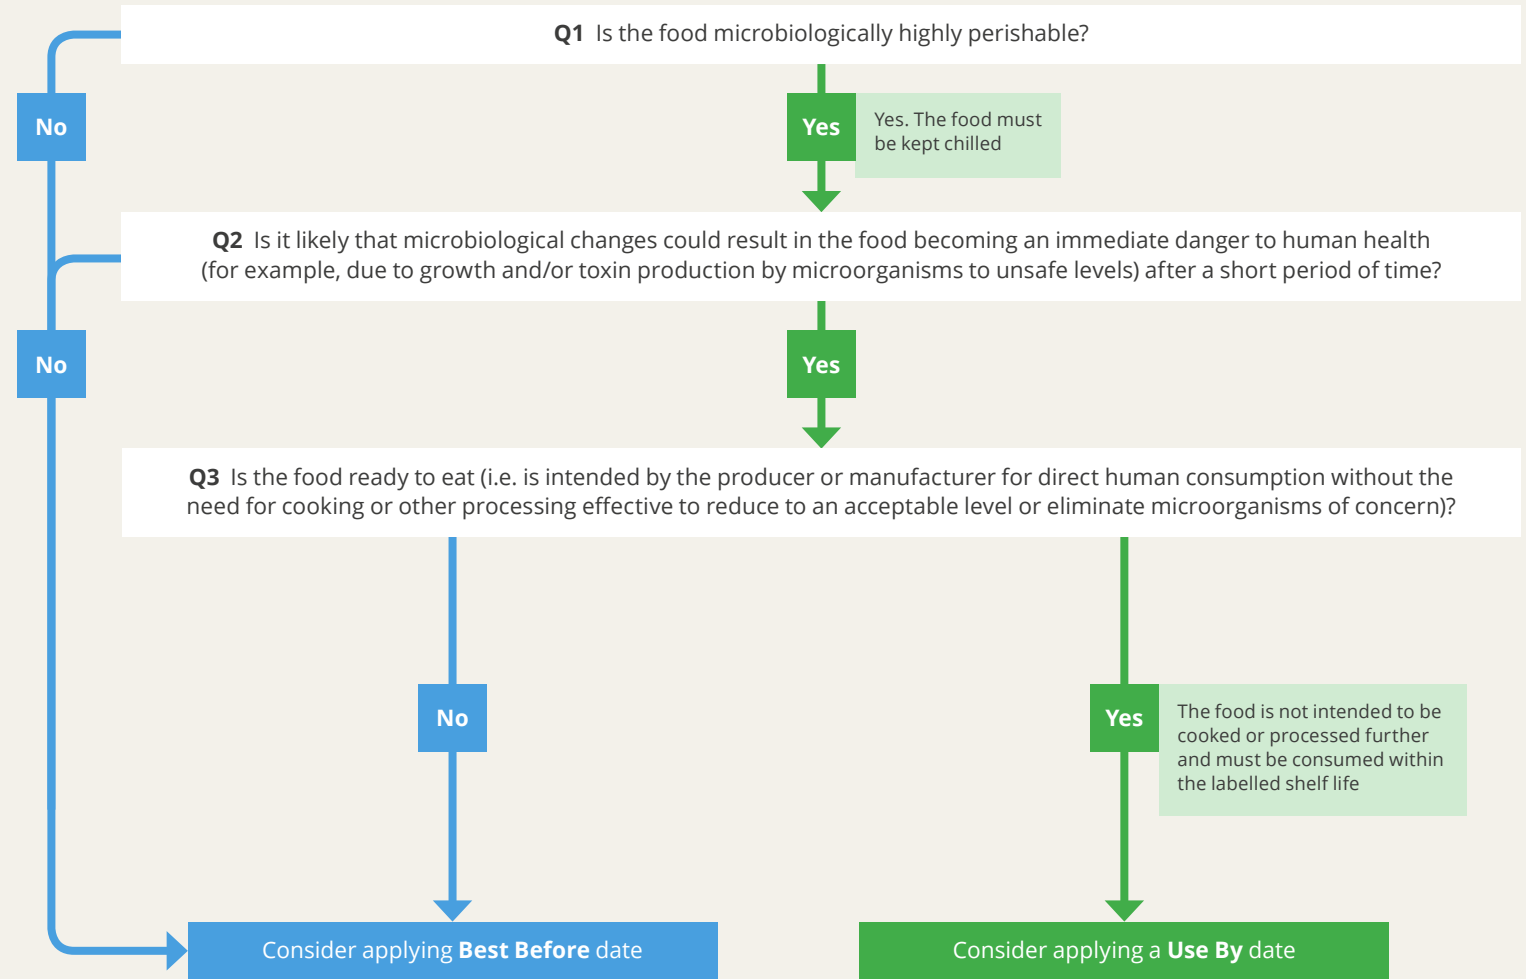 Q1 Is the food microbiologically highly perishable?
No
Yes
Yes. The food must
be kept chilled
Q2 Is it likely that microbiological changes could result in the food becoming an immediate danger to human health
(for example, due to growth and/or toxin production by microorganisms to unsafe levels) after a short period of time?
No
Yes
Q3 Is the food ready to eat (i.e. is intended by the producer or manufacturer for direct human consumption without the
need for cooking or other processing effective to reduce to an acceptable level or eliminate microorganisms of concern)?
No
Yes
The food is not intended to be
cooked or processed further
and must be consumed within
the labelled shelf life
Consider applying Best Before date
Consider applying a Use By date